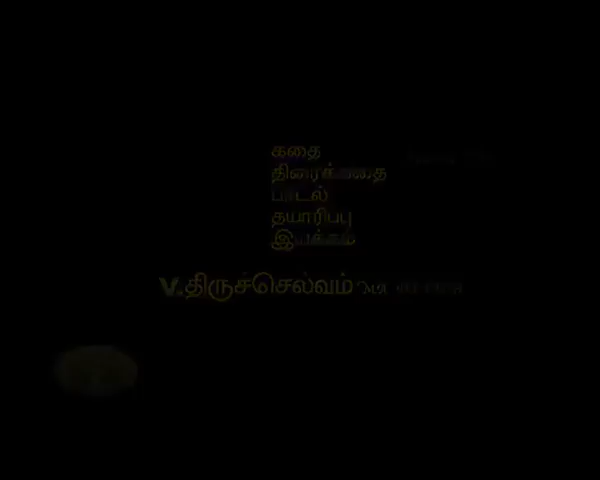 கதை
திரைக்கதை
பாடல்
தயாரிப்பு
இயக்கம்
V.திருச்செல்வம்